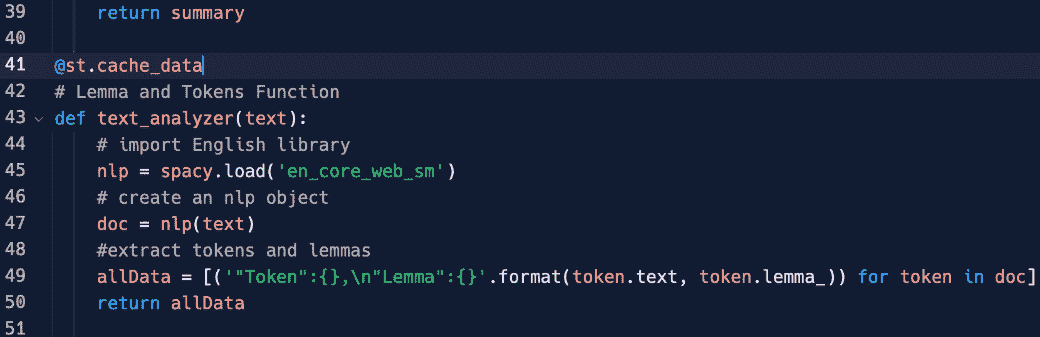 39 return summary
40
41 @st.cache_data
42 # Lemma and Tokens Function
43 def text_analyzer(text):
44 # import English library
45 nlp = spacy.load('en_core_web_sm')
46 # create an nlp object
47 doc = nlp(text)
48 #extract tokens and lemmas
49 allData = [('"Token":{},\n"Lemma":{}'.format(token.text, token.lemma_)) for token in doc]
50 return allData
51